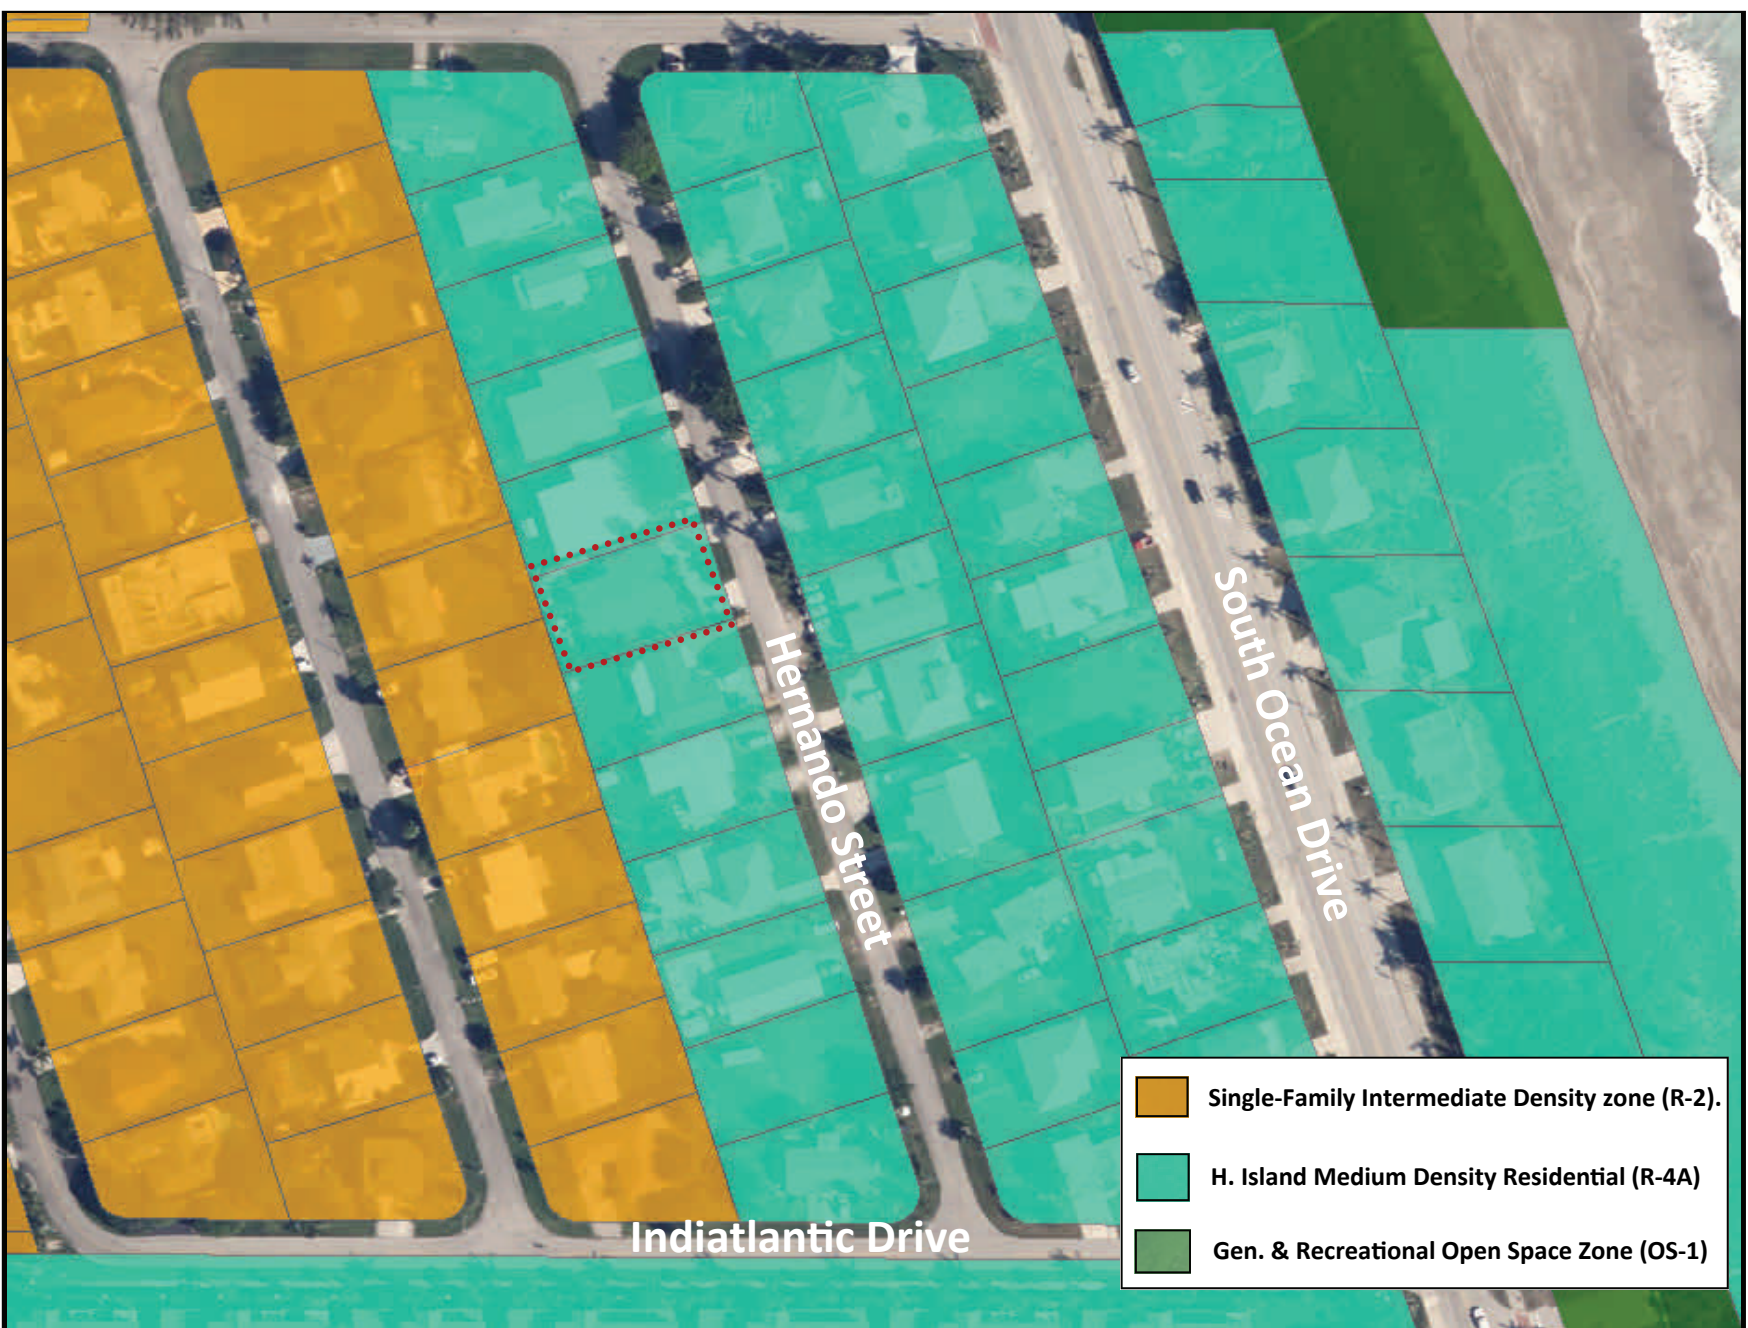 Hernando Street
South Ocean Drive
Indiatlantic Drive
Single-Family Intermediate Density zone (R-2).
H. Island Medium Density Residential (R-4A)
Gen. & Recreational Open Space Zone (OS-1)